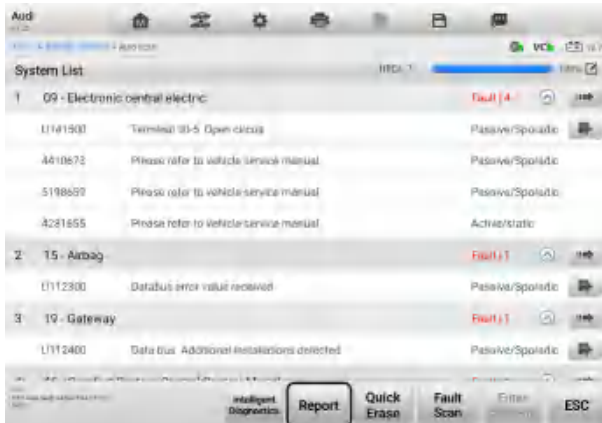 Audi
VCI
System List
1 09 - Electronic central electric Fault | 4
U141500 Terminal 30-5 Open circuit Passive/Sporadic
4410673 Please refer to vehicle service manual Passive/Sporadic
Please refer to vehicle service manual Passive/Sporadic
4281655 Please refer to vehicle service manual Active/static
2 15 - Airbag Fault | 1
U112300 Databus error value received Passive/Sporadic
3 19 - Gateway Fault | 1
U112400 Data bus Additional installations detected Passive/Sporadic
Intelligent Diagnostics
Report
Quick Erase
Fault Scan
ESC